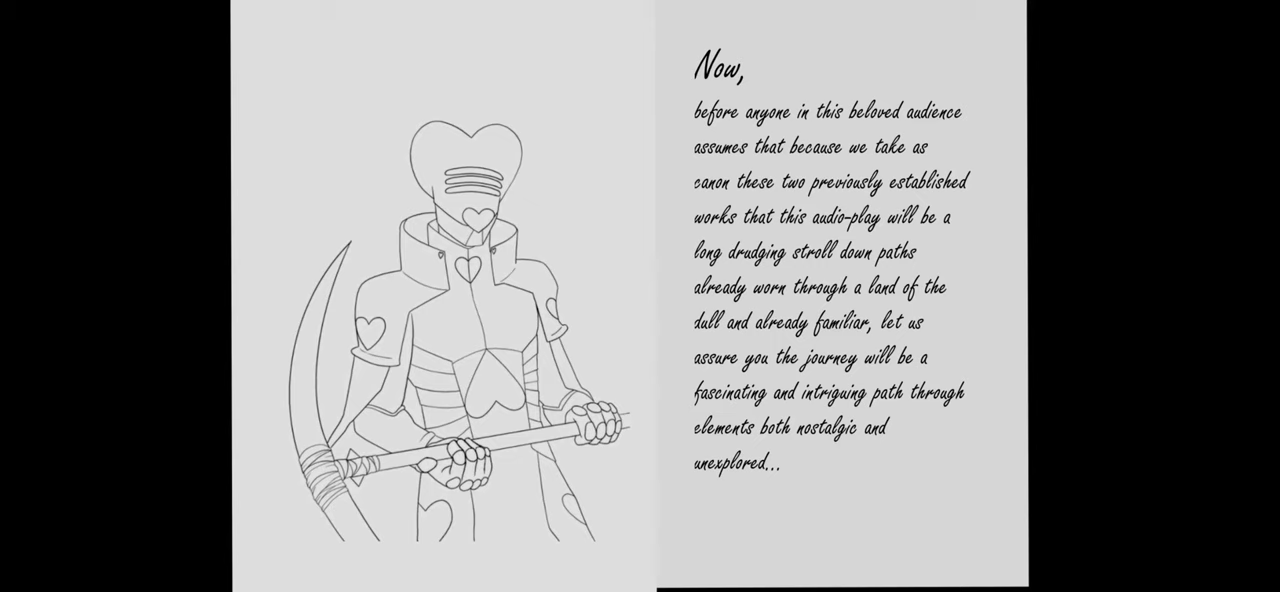 Now,
before anyone in this beloved audience
assumes that because we take as
canon these two previously established
works that this audio-play will be a
long drudging stroll down paths
already worn through a land of the
dull and already familiar, let us
assure you the journey will be a
fascinating and intriguing path through
elements both nostalgic and
unexplored...